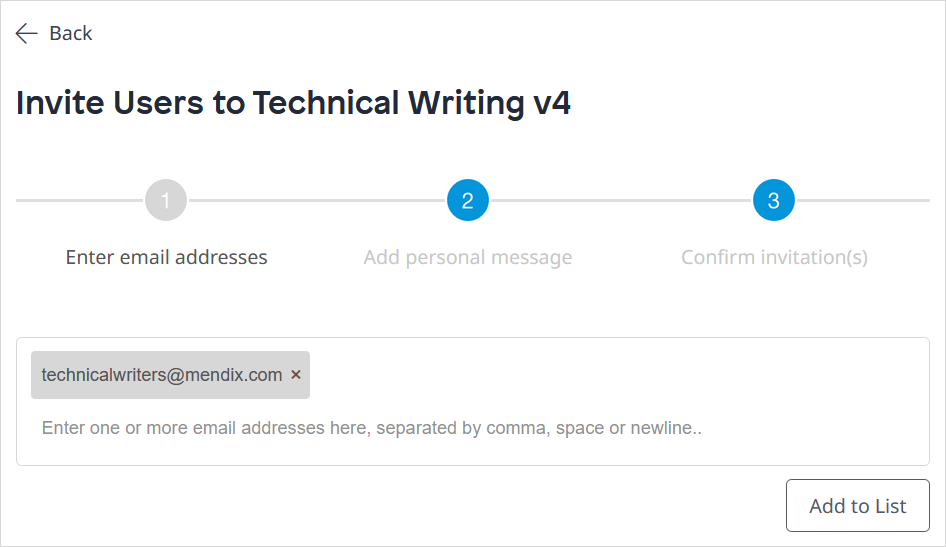 Back
Invite Users to Technical Writing v4
1 2 3
Enter email addresses Add personal message Confirm invitation(s)
technicalwriters@mendix.com ×
Enter one or more email addresses here, separated by comma, space or newline..
Add to List